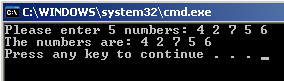 C:\WINDOWS\system32\cmd.exe
Please enter 5 numbers: 4 2 7 5 6
The numbers are: 4 2 7 5 6
Press any key to continue . . .